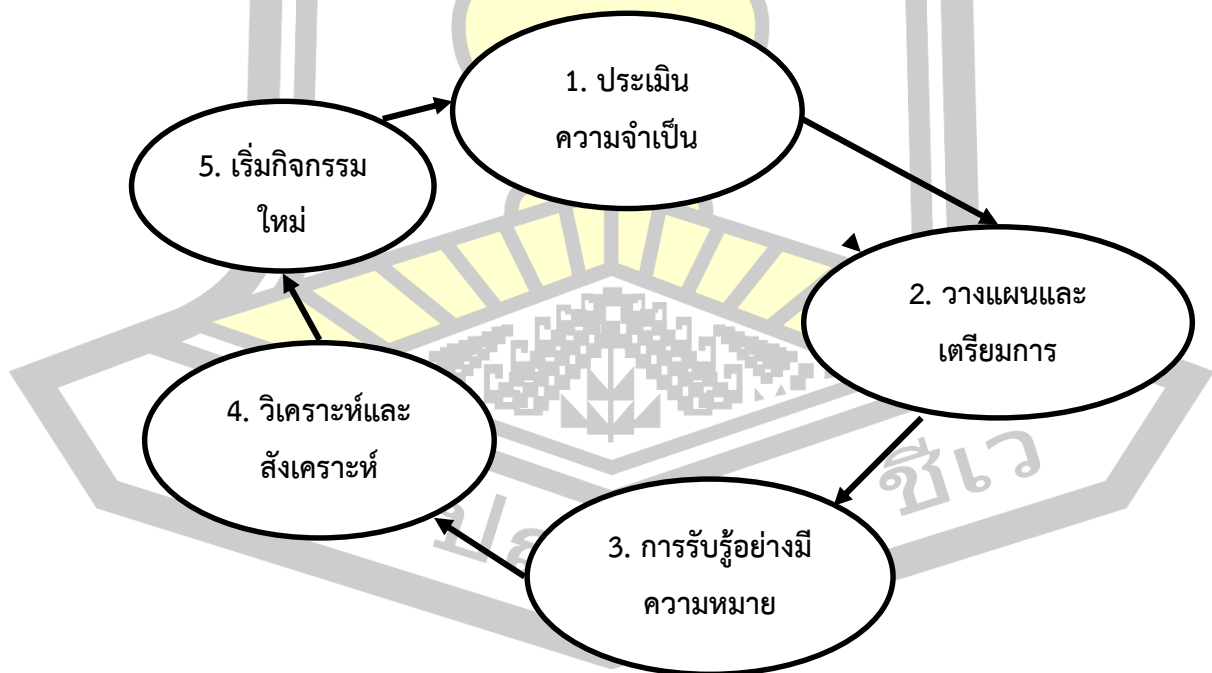 1. ประเมิน
ความจำเป็น
5. เริ่มกิจกรรม
ใหม่
2. วางแผนและ
เตรียมการ
4. วิเคราะห์และ
สังเคราะห์
ชีเว
3. การรับรู้อย่างมี
ความหมาย